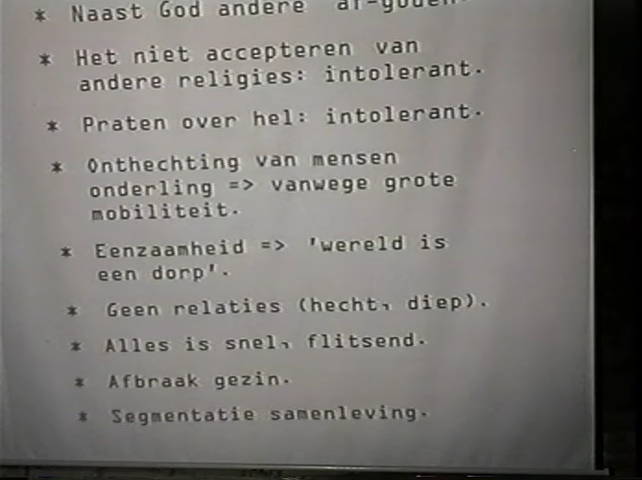 * Naast God andere af-goden.
* Het niet accepteren van
andere religies: intolerant.
* Praten over hel: intolerant.
* Onthechting van mensen
onderling => vanwege grote
mobiliteit.
* Eenzaamheid => 'wereld is
een dorp'.
* Geen relaties (hecht, diep).
* Alles is snel, flitsend.
* Afbraak gezin.
* Segmentatie samenleving.